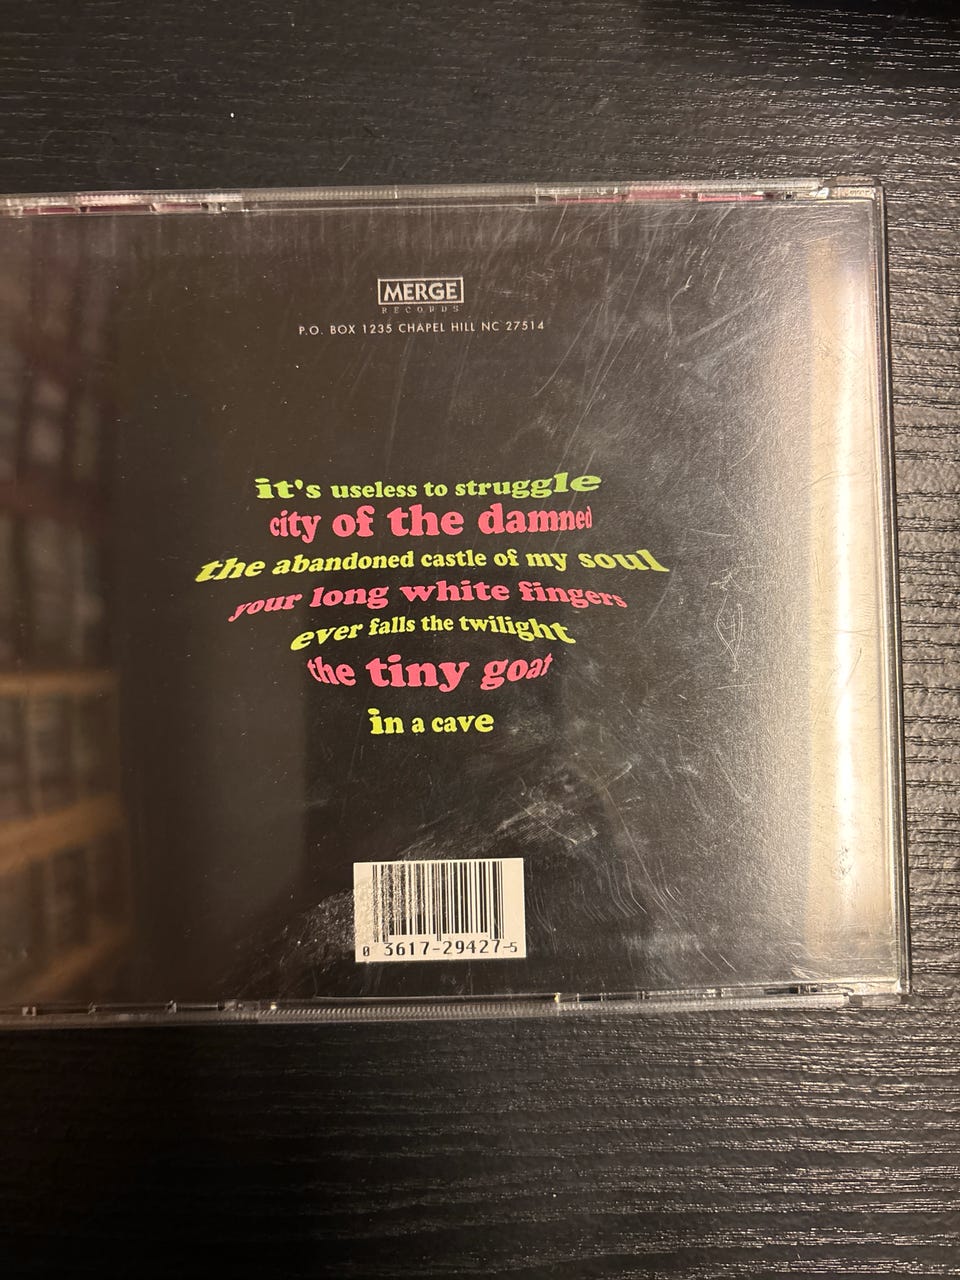 MERGE
RECORDS
P.O. BOX 1235 CHAPEL HILL NC 27514
it's useless to struggle
city of the damned
the abandoned castle of my soul
your long white fingers
ever falls the twilight
the tiny goat
in a cave
0 3617-29427-5